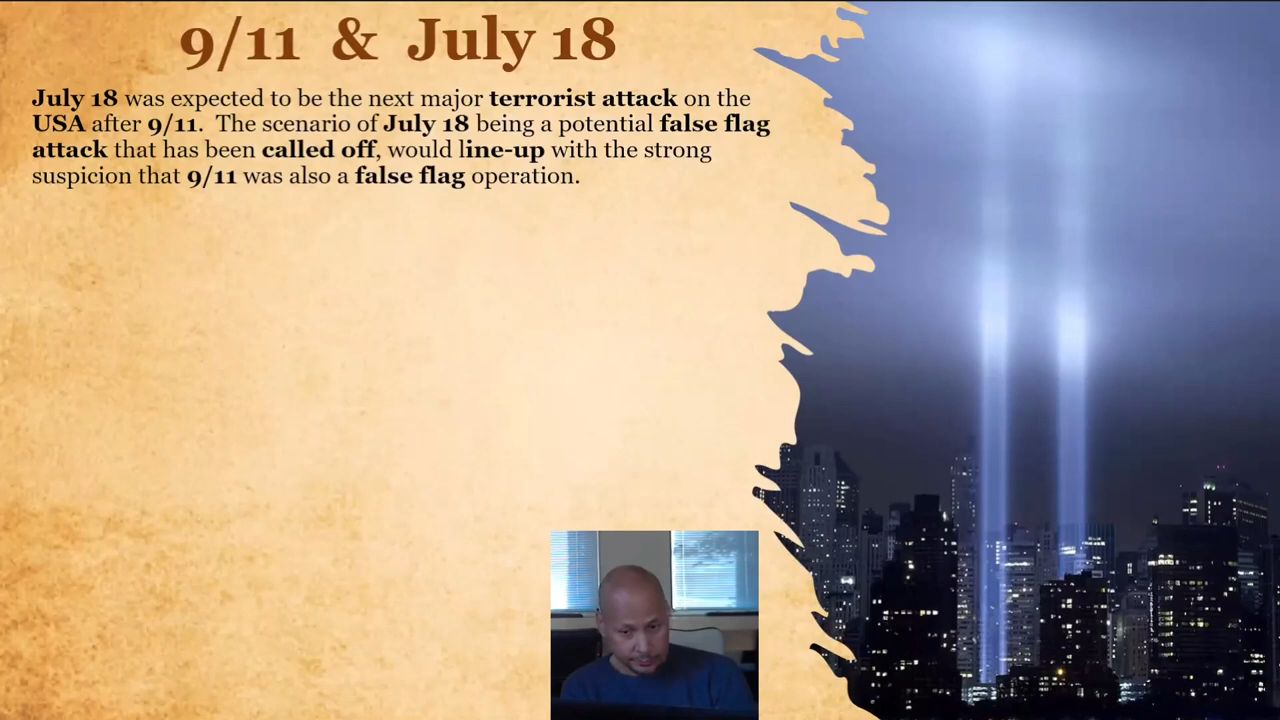 9/11 & July 18
July 18 was expected to be the next major terrorist attack on the
USA after 9/11. The scenario of July 18 being a potential false flag
attack that has been called off, would line-up with the strong
suspicion that 9/11 was also a false flag operation.